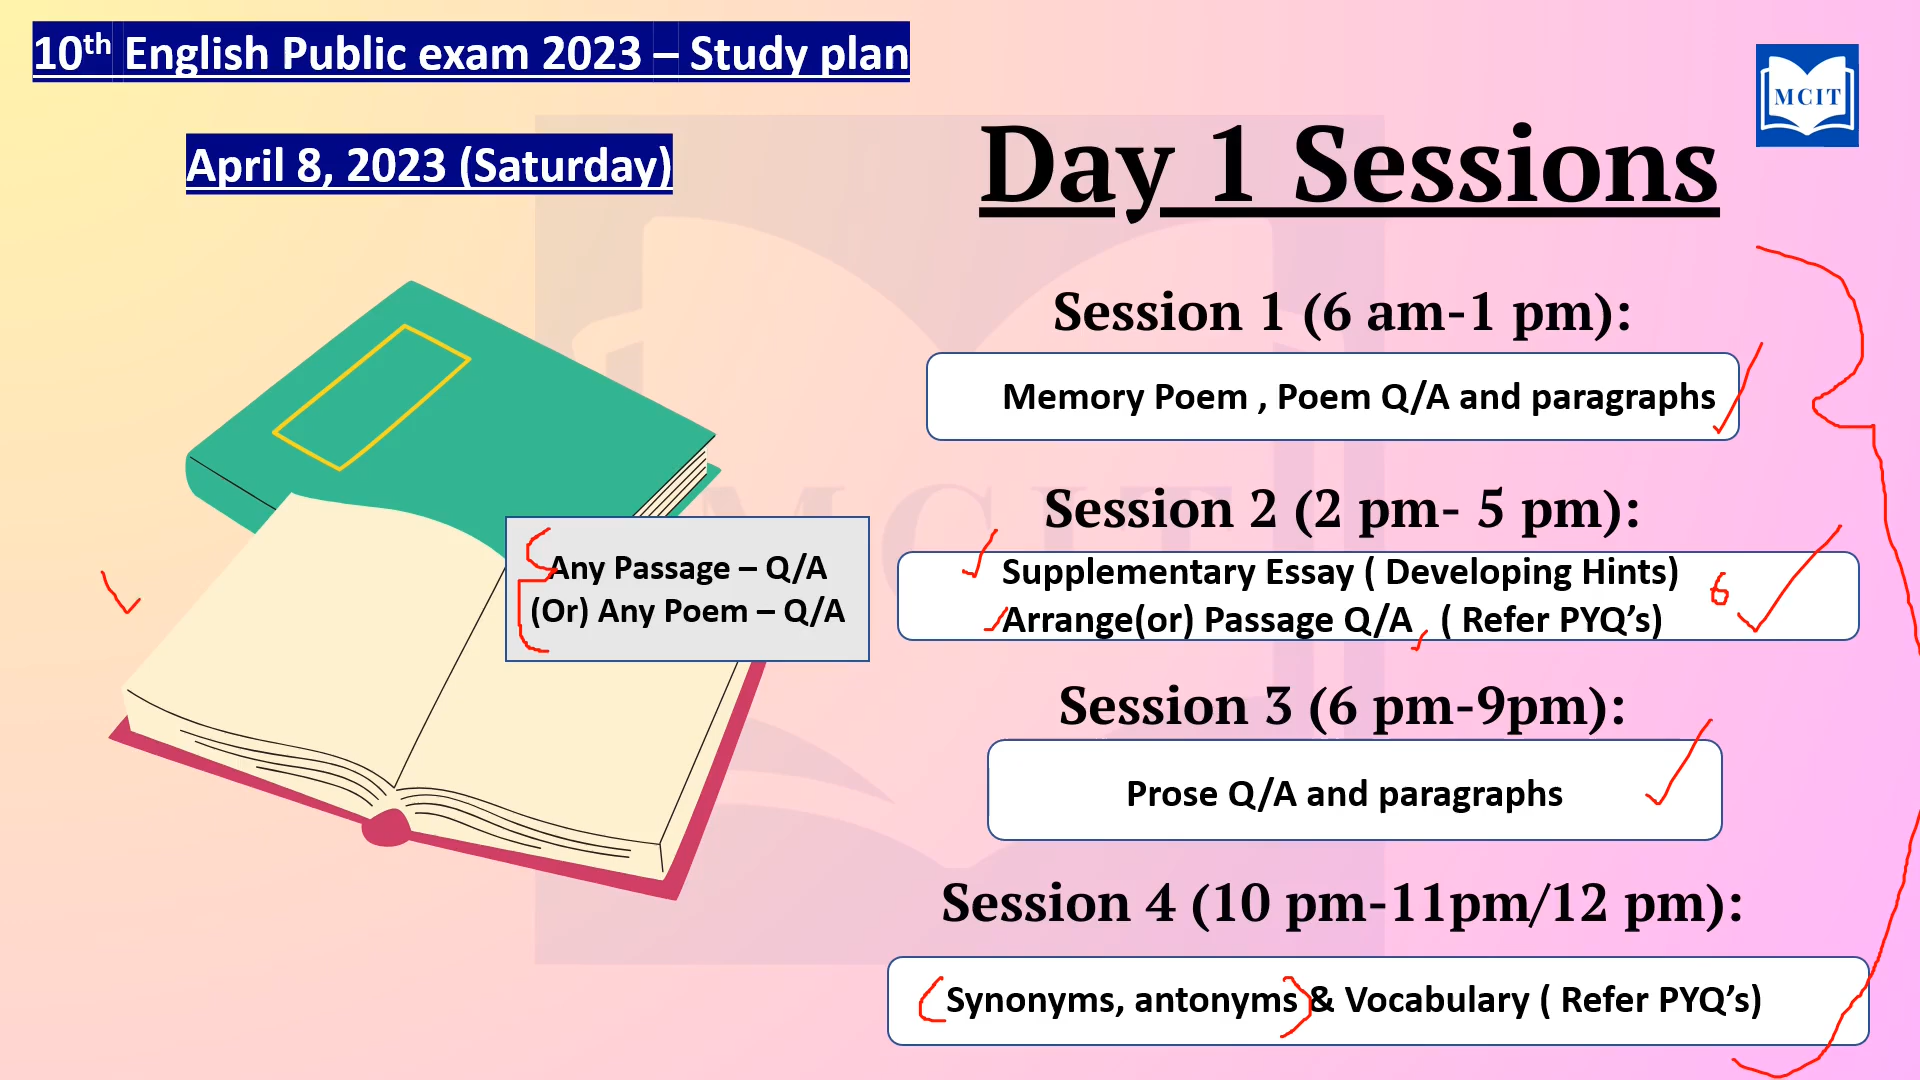 10th English Public exam 2023 – Study plan
MCIT
April 8, 2023 (Saturday)
Day 1 Sessions
Session 1 (6 am-1 pm):
Memory Poem , Poem Q/A and paragraphs
Session 2 (2 pm- 5 pm):
Any Passage – Q/A
(Or) Any Poem – Q/A
Supplementary Essay ( Developing Hints)
6
Arrange(or) Passage Q/A , ( Refer PYQ’s)
Session 3 (6 pm-9pm):
Prose Q/A and paragraphs
Session 4 (10 pm-11pm/12 pm):
Synonyms, antonyms & Vocabulary ( Refer PYQ’s)
MCIT